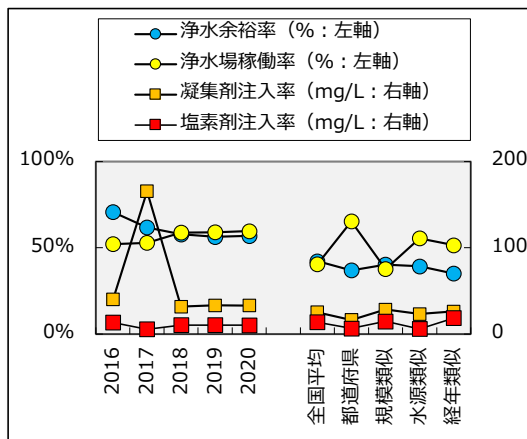 浄水余裕率（%：左軸）
浄水場稼働率（%：左軸）
凝集剤注入率（mg/L：右軸）
塩素剤注入率（mg/L：右軸）
100%
200
50%
100
0%
0
2016
2017
2018
2019
2020
全国平均
都道府県
規模類似
水源類似
経年類似